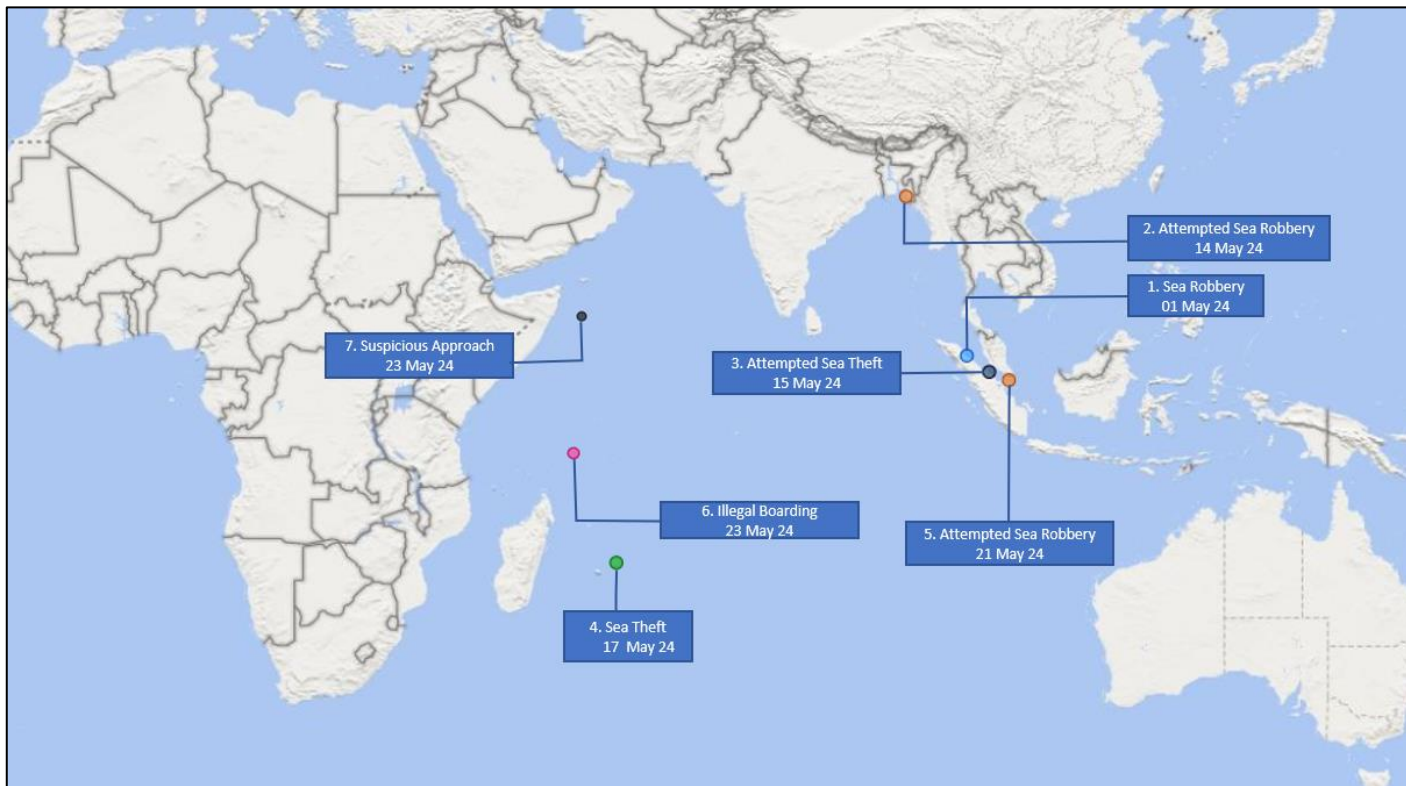 2. Attempted Sea Robbery
14 May 24
1. Sea Robbery
01 May 24
7. Suspicious Approach
23 May 24
3. Attempted Sea Theft
15 May 24
6. Illegal Boarding
23 May 24
5. Attempted Sea Robbery
21 May 24
4. Sea Theft
17 May 24